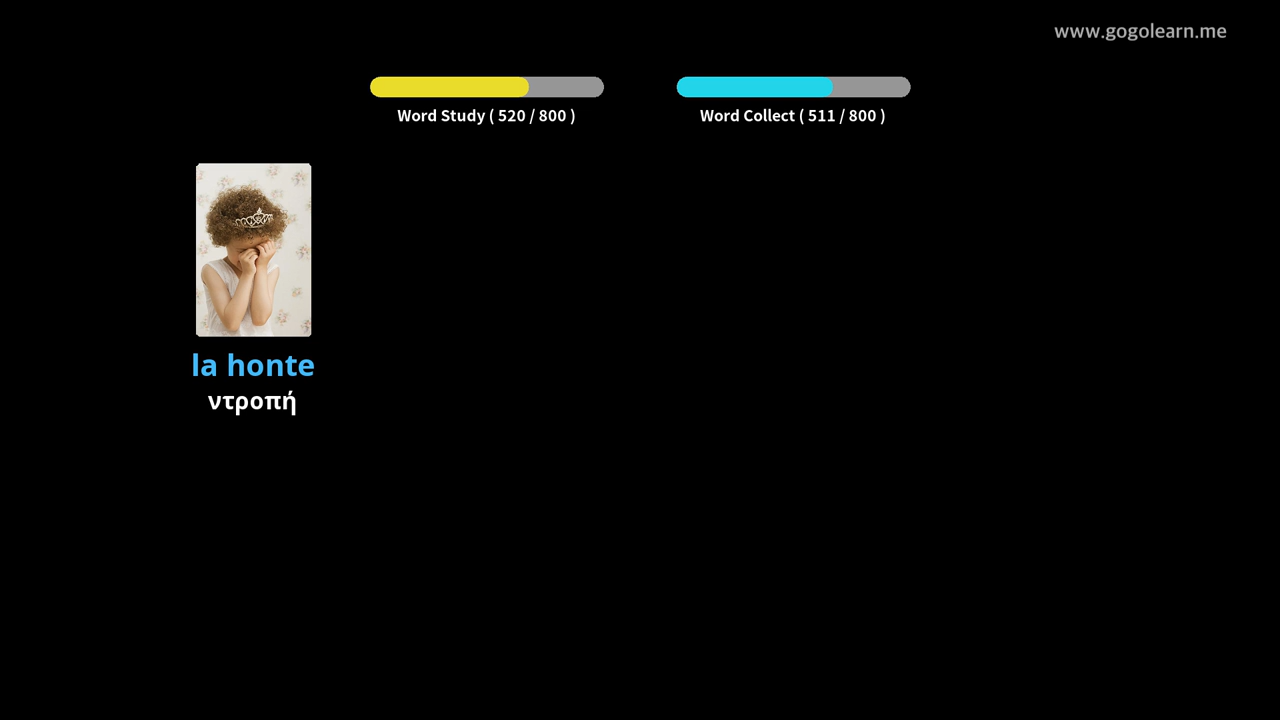 www.gogolearn.me
Word Study ( 520 / 800 )
Word Collect ( 511 / 800 )
la honte
ντροπή